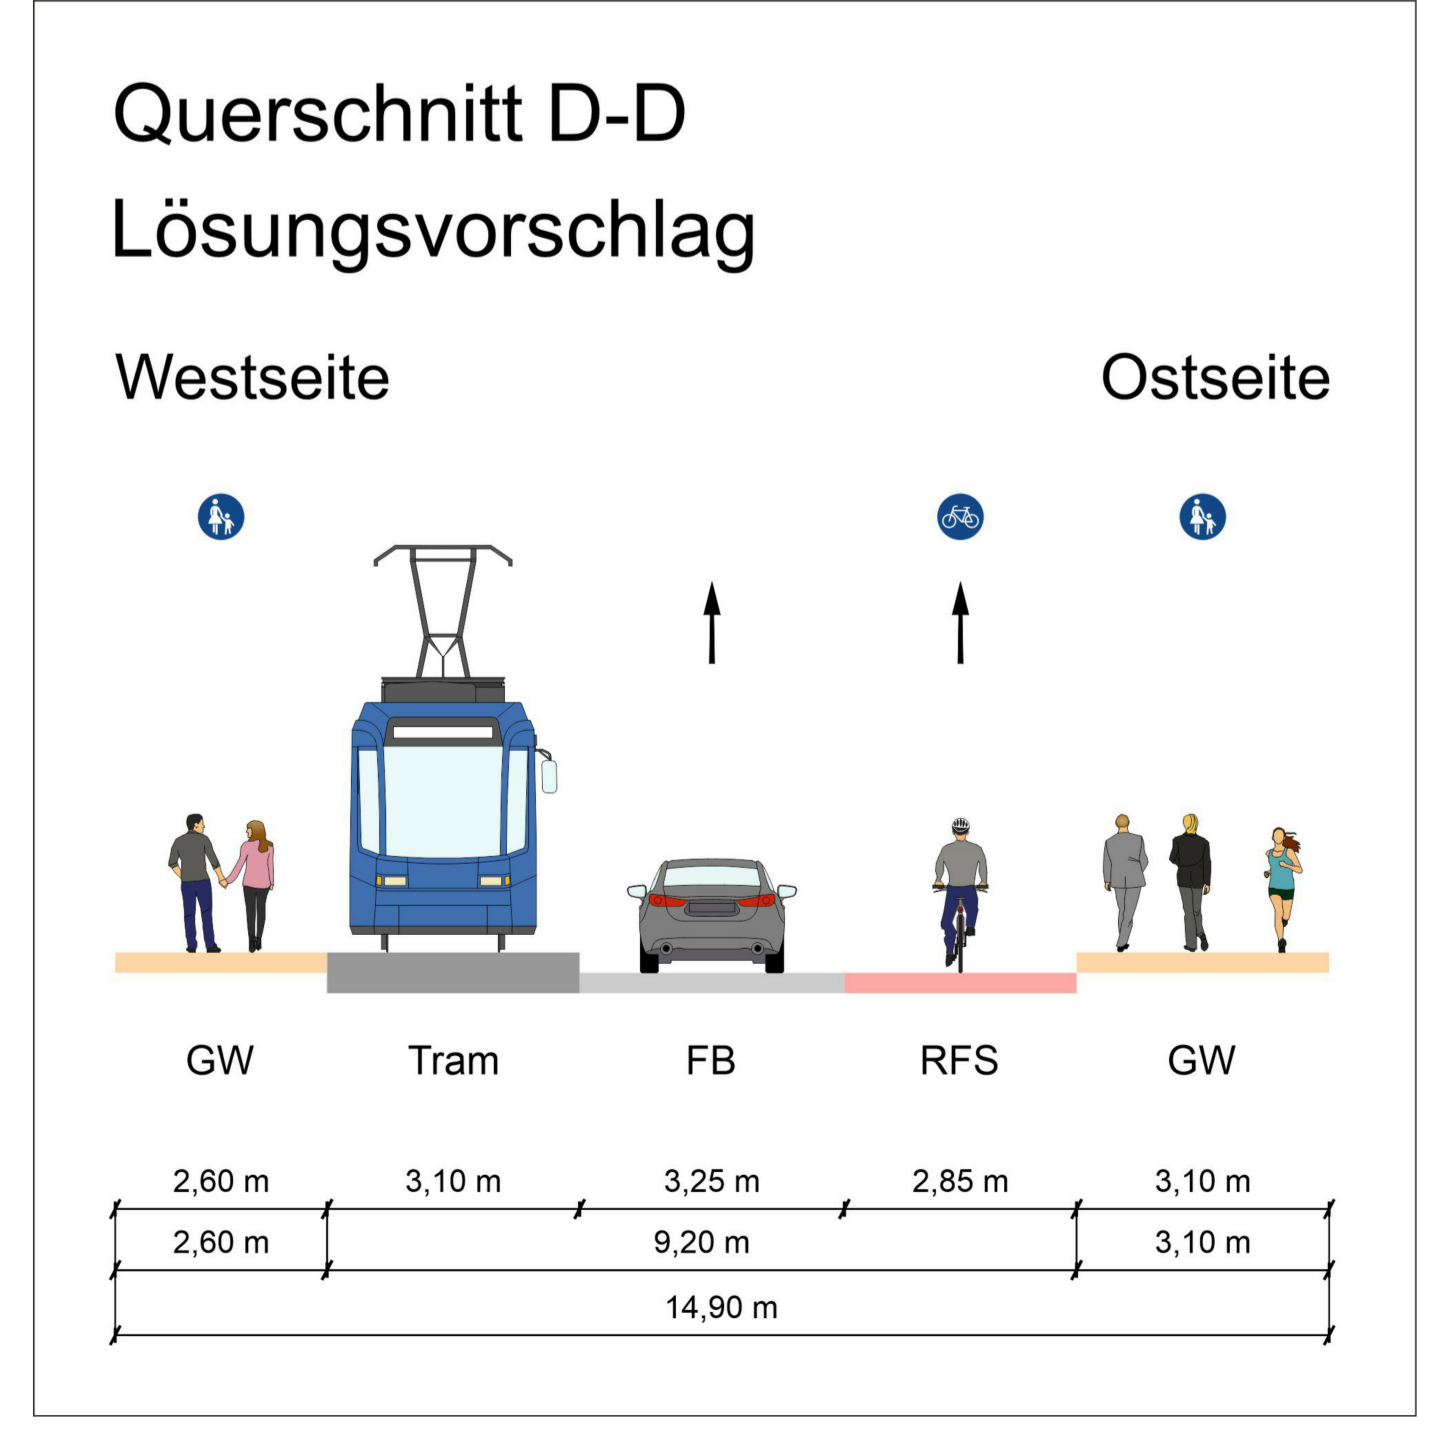 Querschnitt D-D
Lösungsvorschlag
Westseite Ostseite
GW Tram FB RFS GW
2,60 m 3,10 m 3,25 m 2,85 m 3,10 m
2,60 m 9,20 m 3,10 m
14,90 m